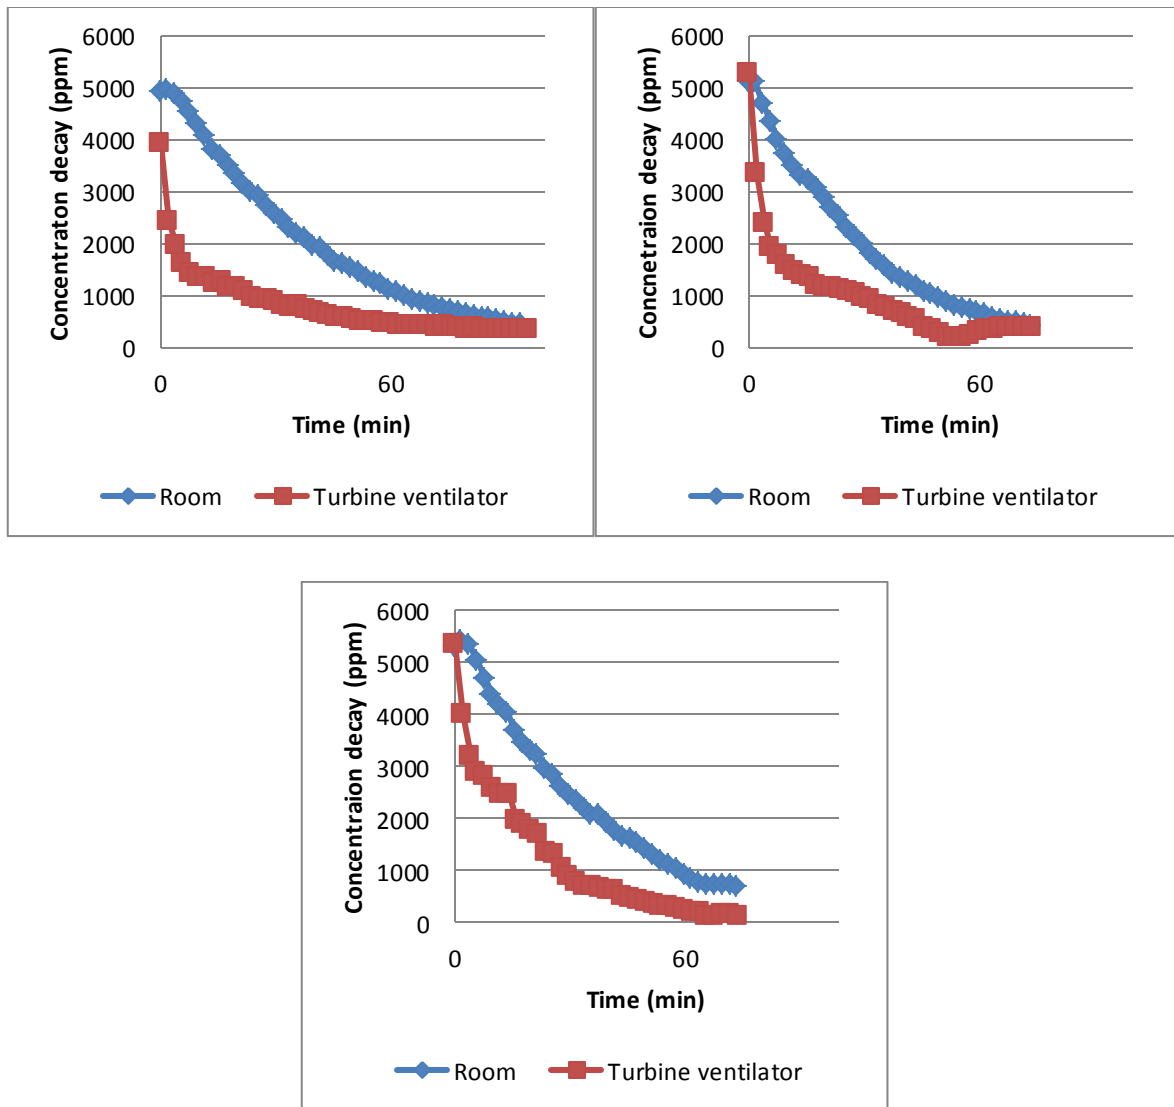 Concentraton decay (ppm)
6000
5000
4000
3000
2000
1000
0
0 60
Time (min)
Room Turbine ventilator
Concnetraion decay (ppm)
6000
5000
4000
3000
2000
1000
0
0 60
Time (min)
Room Turbine ventilator
Concentraion decay (ppm)
6000
5000
4000
3000
2000
1000
0
0 60
Time (min)
Room Turbine ventilator